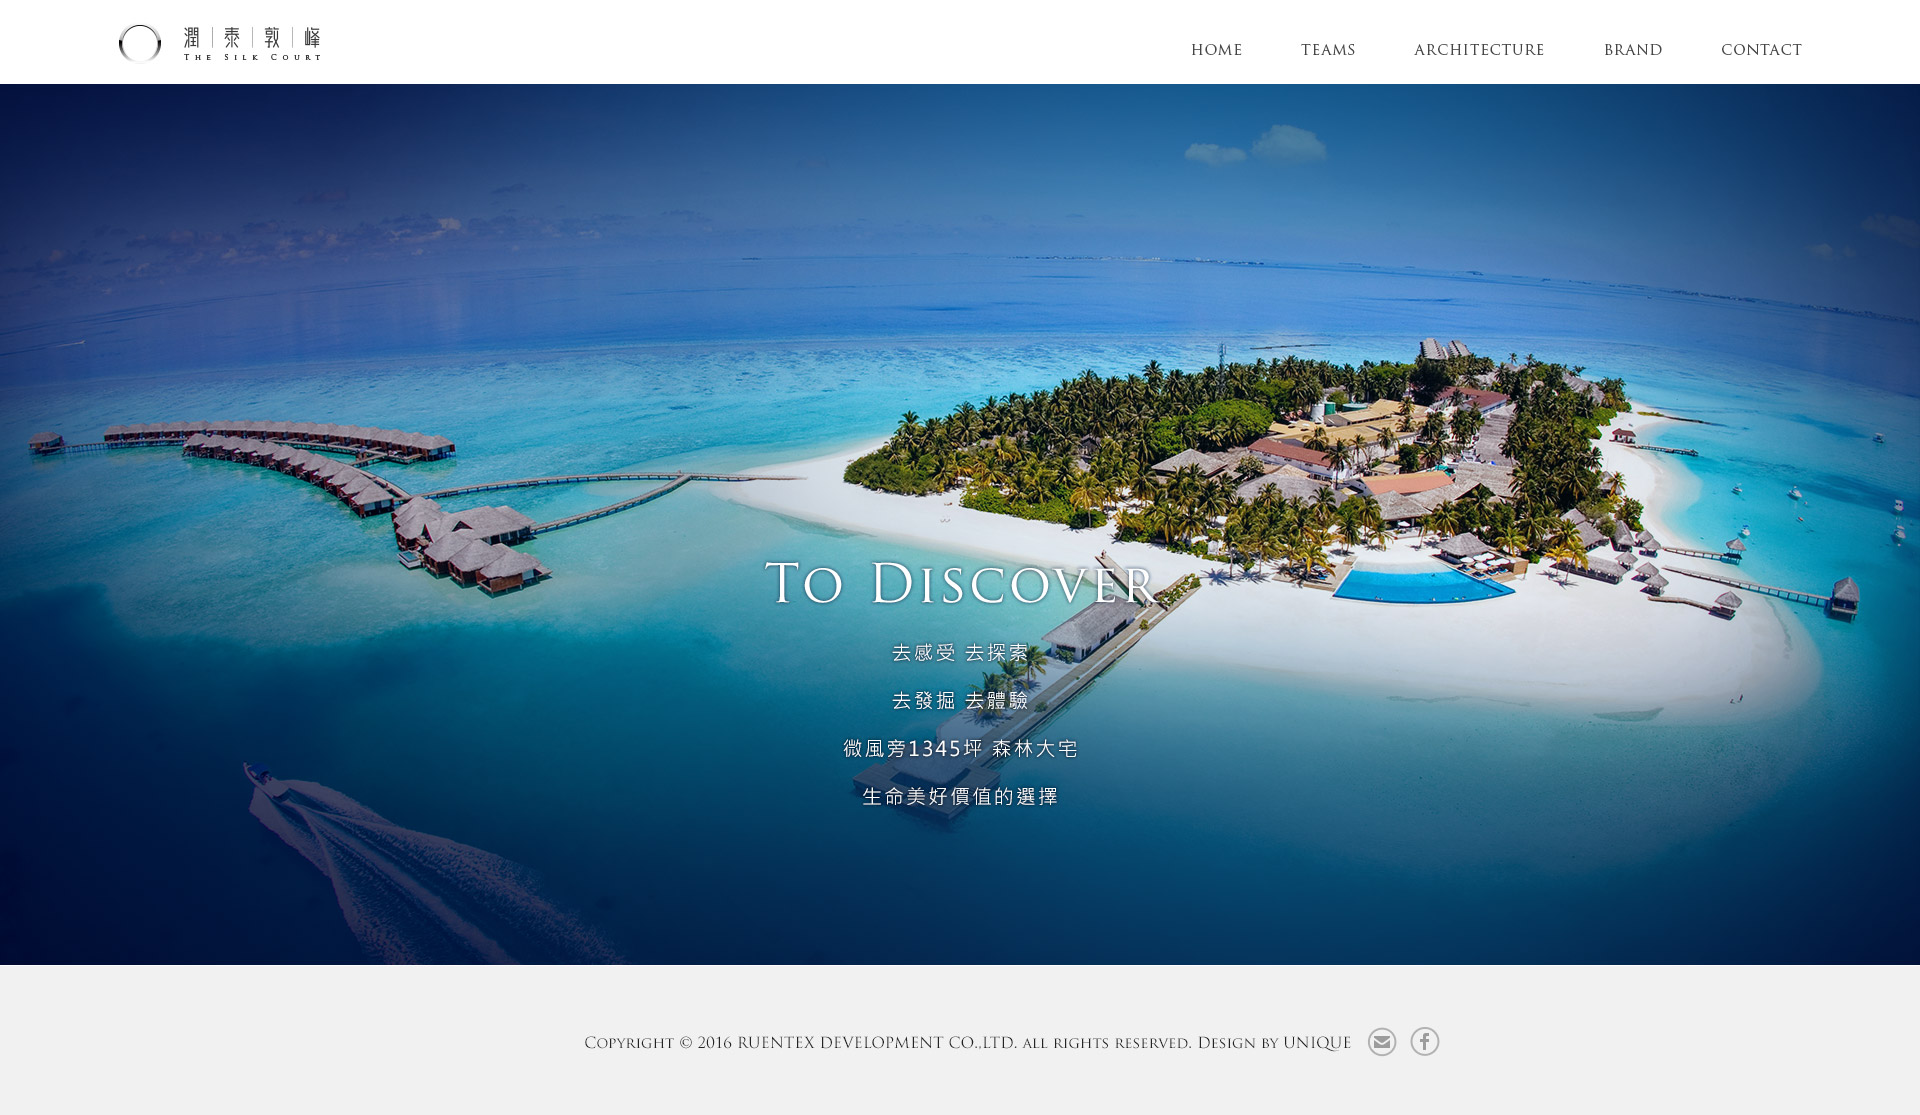 潤泰敦峰
The Silk Court
HOME TEAMS ARCHITECTURE BRAND CONTACT
To Discover
去感受 去探索
去發掘 去體驗
微風旁1345坪 森林大宅
生命美好價值的選擇
Copyright © 2016 RUENTEX DEVELOPMENT CO.,LTD. all rights reserved. Design by UNIQUE